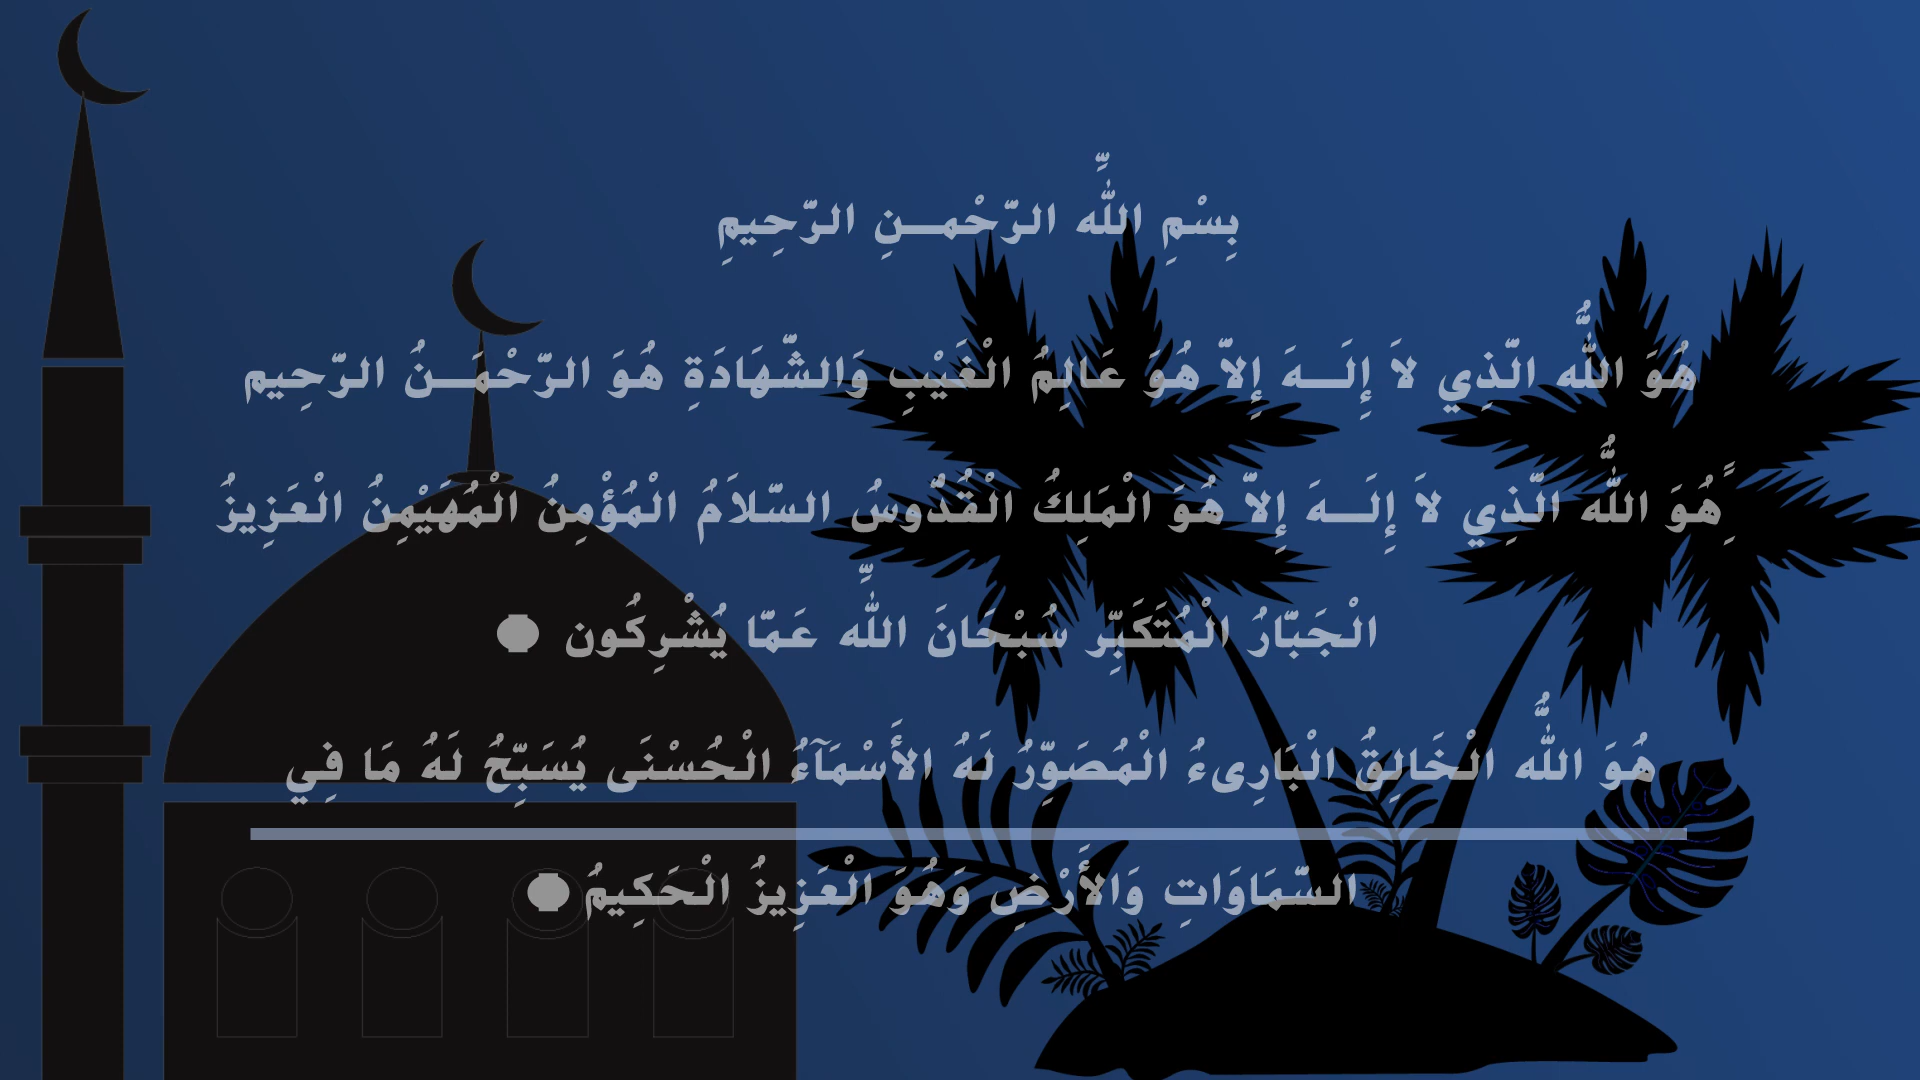 بِسْمِ اللَّهِ الرّحْمـَنِ الرّحِيمِ
هُوَ اللَّهُ الّذِي لاَ إِلَـَهَ إِلاّ هُوَ عَالِمُ الْغَيْبِ وَالشّهَادَةِ هُوَ الرّحْمَـَنُ الرّحِيم
هُوَ اللَّهُ الّذِي لاَ إِلَـَهَ إِلاّ هُوَ الْمَلِكُ الْقُدّوسُ السّلاَمُ الْمُؤْمِنُ الْمُهَيْمِنُ الْعَزِيزُ
الْجَبّارُ الْمُتَكَبّرِ سُبْحَانَ اللَّهِ عَمّا يُشْرِكُون
هُوَ اللَّهُ الْخَالِقُ الْبَارِىءُ الْمُصَوّرُ لَهُ الأَسْمَآءُ الْحُسْنَى يُسَبّحُ لَهُ مَا فِي
السّمَاوَاتِ وَالأَرْضِ وَهُوَ الْعَزِيزُ الْحَكِيمُ